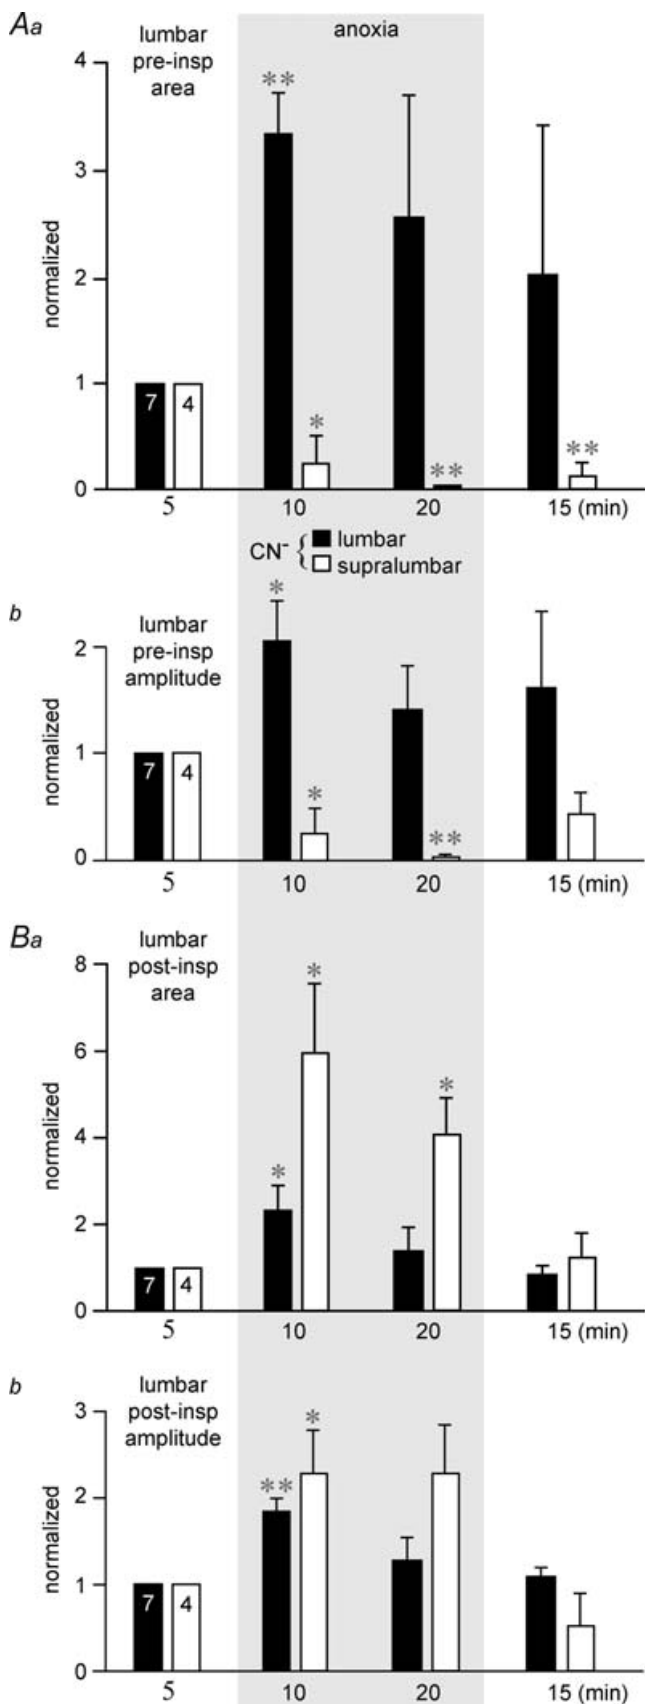 Aa
lumbar
pre-insp
area
anoxia
4
3
2
1
0
normalized
**
*
**
**
7
4
5
10
20
15 (min)
CN⁻ { lumbar
supralumbar
b
lumbar
pre-insp
amplitude
2
1
0
normalized
*
*
**
7
4
5
10
20
15 (min)
Ba
lumbar
post-insp
area
8
6
4
2
0
normalized
*
*
*
7
4
5
10
20
15 (min)
b
lumbar
post-insp
amplitude
3
2
1
0
normalized
**
*
7
4
5
10
20
15 (min)